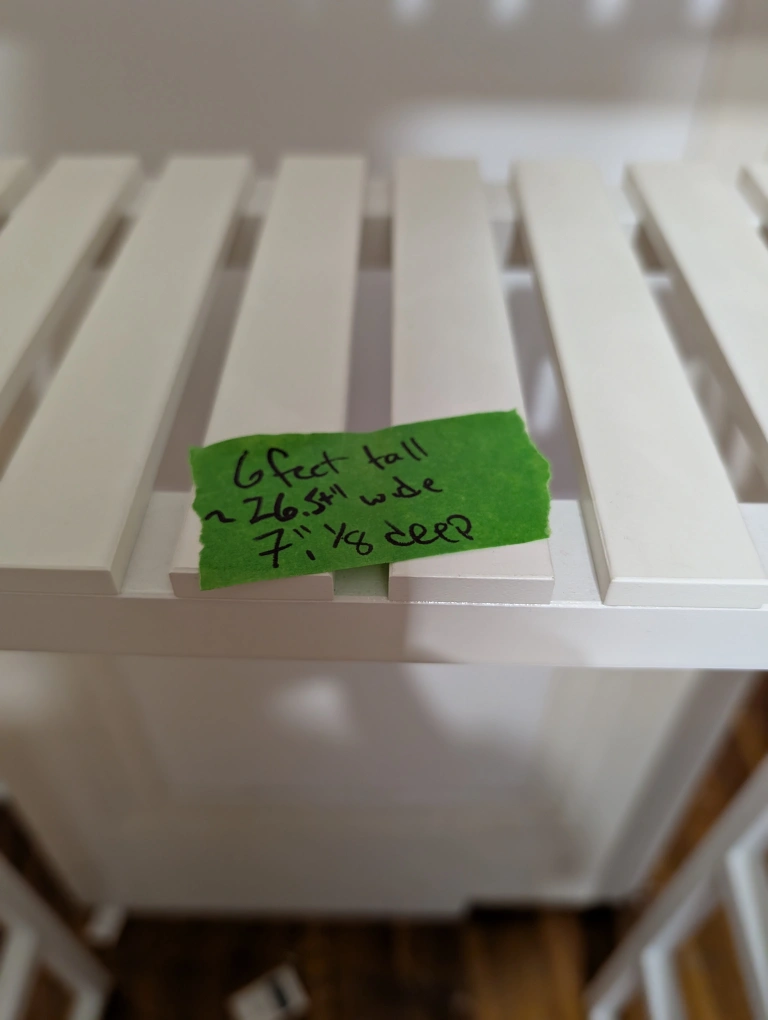 6 feet tall
~ 26.5+" wide
7", 1/8 deep